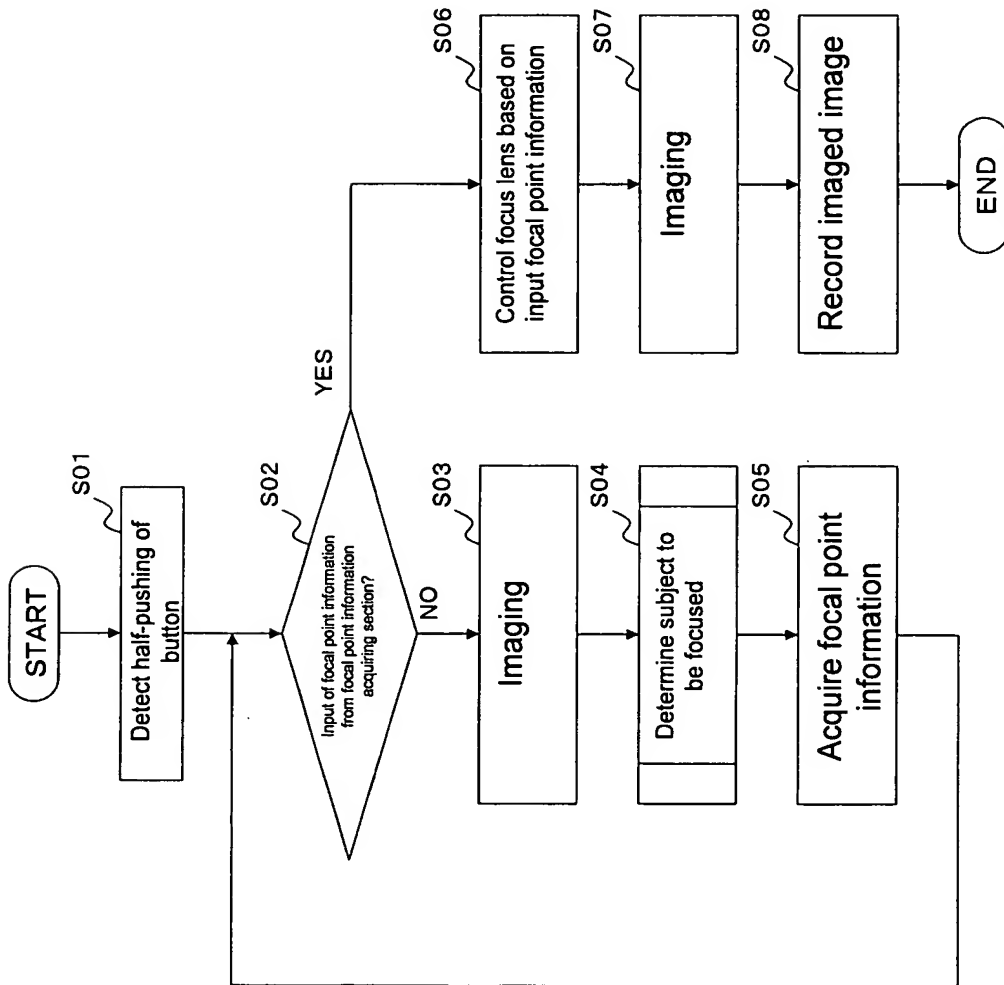 START
S01
Detect half-pushing of
button
S02
Input of focal point information
from focal point information
acquiring section?
YES
NO
S03
Imaging
S04
Determine subject to
be focused
S05
Acquire focal point
information
S06
Control focus lens based on
input focal point information
S07
Imaging
S08
Record imaged image
END